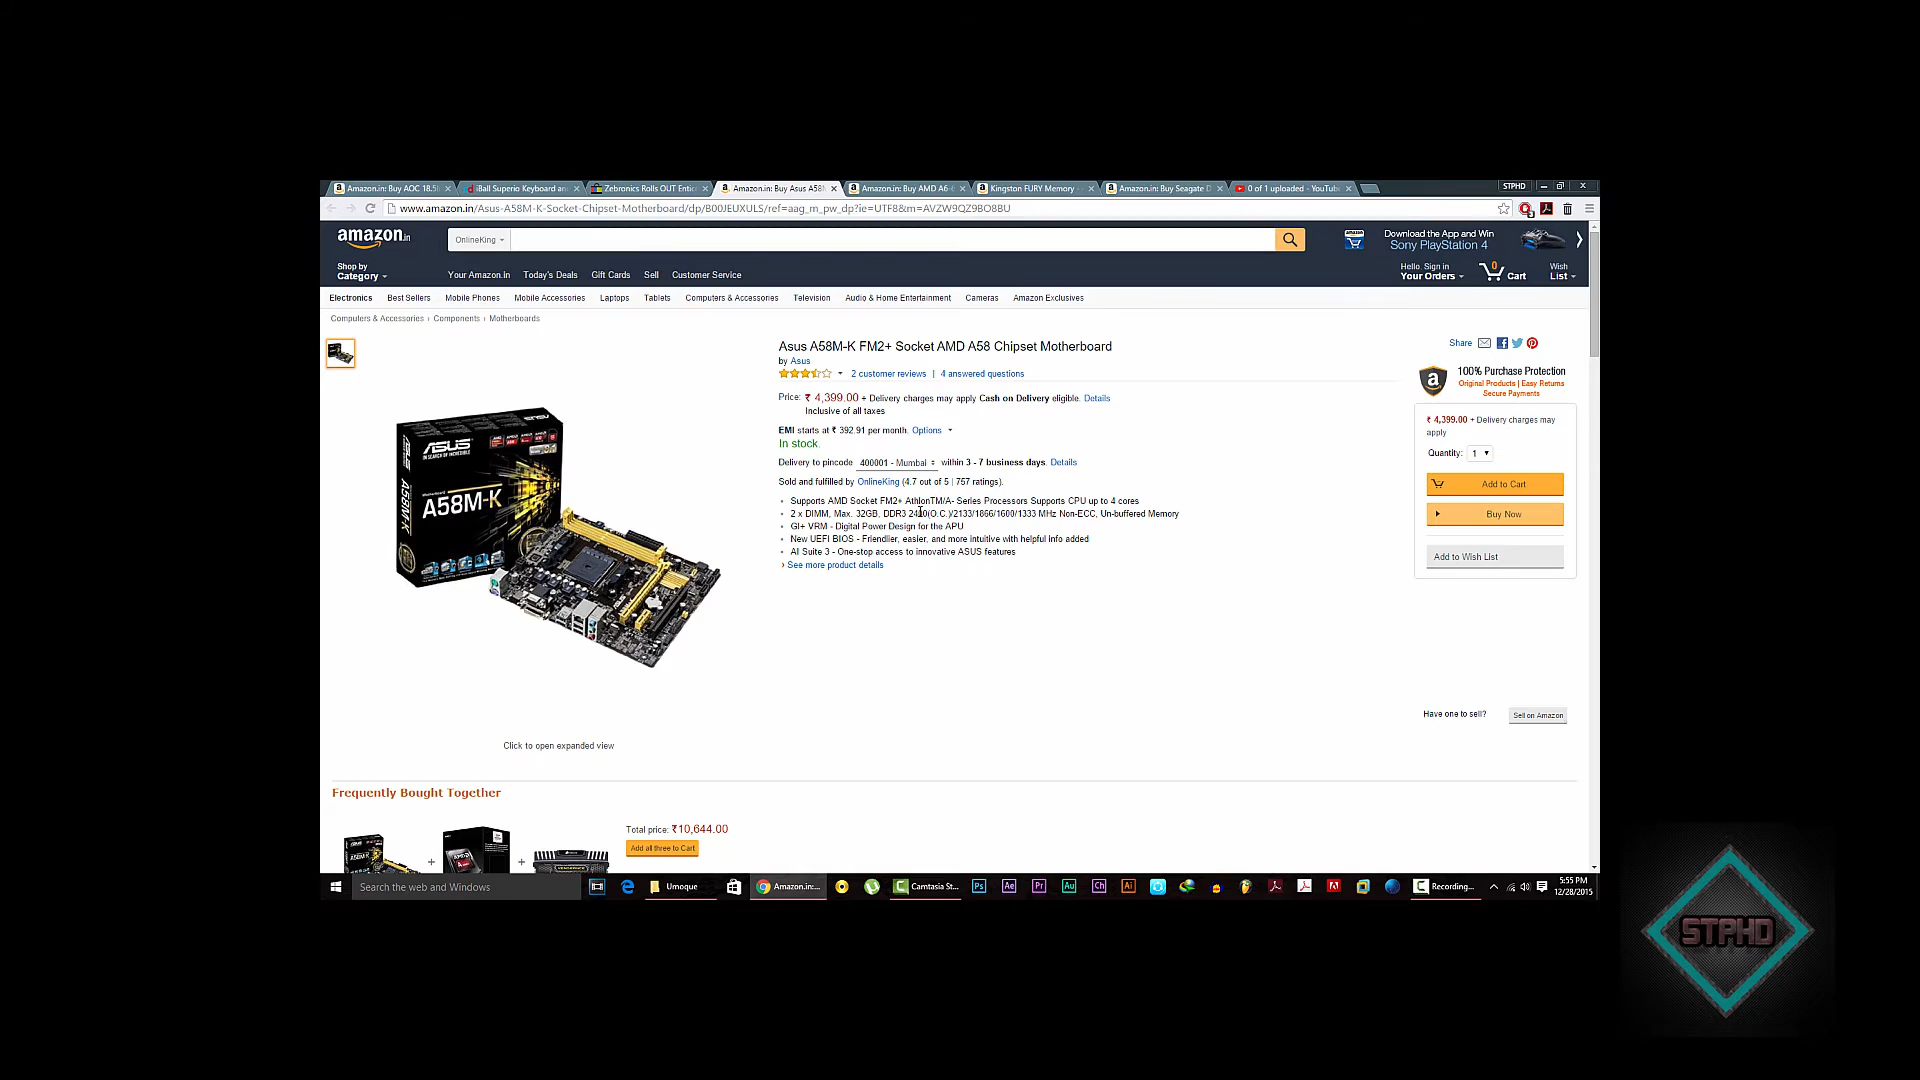 Amazon.in: Buy AOC 18.5
iBall Superio Keyboard an
Zebronics Rolls OUT Entic
Amazon.in: Buy Asus A58M
Amazon.in: Buy AMD A6-
Kingston FURY Memory -
Amazon.in: Buy Seagate D
0 of 1 uploaded - YouTube
STPHD
www.amazon.in/Asus-A58M-K-Socket-Chipset-Motherboard/dp/B00JEUXULS/ref=aag_m_pw_dp?ie=UTF8&m=AVZW9QZ9BO8BU
amazon.in
OnlineKing
Download the App and Win
Sony PlayStation 4
Shop by
Category
Your Amazon.in Today's Deals Gift Cards Sell Customer Service
Hello. Sign in
Your Orders
0
Cart
Wish
List
Electronics Best Sellers Mobile Phones Mobile Accessories Laptops Tablets Computers & Accessories Television Audio & Home Entertainment Cameras Amazon Exclusives
Computers & Accessories › Components › Motherboards
Asus A58M-K FM2+ Socket AMD A58 Chipset Motherboard
by Asus
2 customer reviews | 4 answered questions
Price: ₹ 4,399.00 + Delivery charges may apply Cash on Delivery eligible. Details
Inclusive of all taxes
EMI starts at ₹ 392.91 per month. Options
In stock.
Delivery to pincode 400001 - Mumbai within 3 - 7 business days. Details
Sold and fulfilled by OnlineKing (4.7 out of 5 | 757 ratings).
• Supports AMD Socket FM2+ AthlonTM/A- Series Processors Supports CPU up to 4 cores
• 2 x DIMM, Max. 32GB, DDR3 2400(O.C.)/2133/1866/1600/1333 MHz Non-ECC, Un-buffered Memory
• GI+ VRM - Digital Power Design for the APU
• New UEFI BIOS - Friendlier, easier, and more intuitive with helpful info added
• AI Suite 3 - One-stop access to innovative ASUS features
› See more product details
Share
a
100% Purchase Protection
Original Products | Easy Returns
Secure Payments
₹ 4,399.00 + Delivery charges may
apply
Quantity: 1
Add to Cart
Buy Now
Add to Wish List
Have one to sell?
Sell on Amazon
ASUS
IN SEARCH OF INCREDIBLE
A58M-K
A58M-K
Click to open expanded view
Frequently Bought Together
Total price: ₹10,644.00
Add all three to Cart
+
+
Search the web and Windows
Umoque
Amazon.in:...
Camtasia St...
Ps
Ae
Pr
Au
Ch
Ai
Recording...
5:55 PM
12/28/2015
STPHD